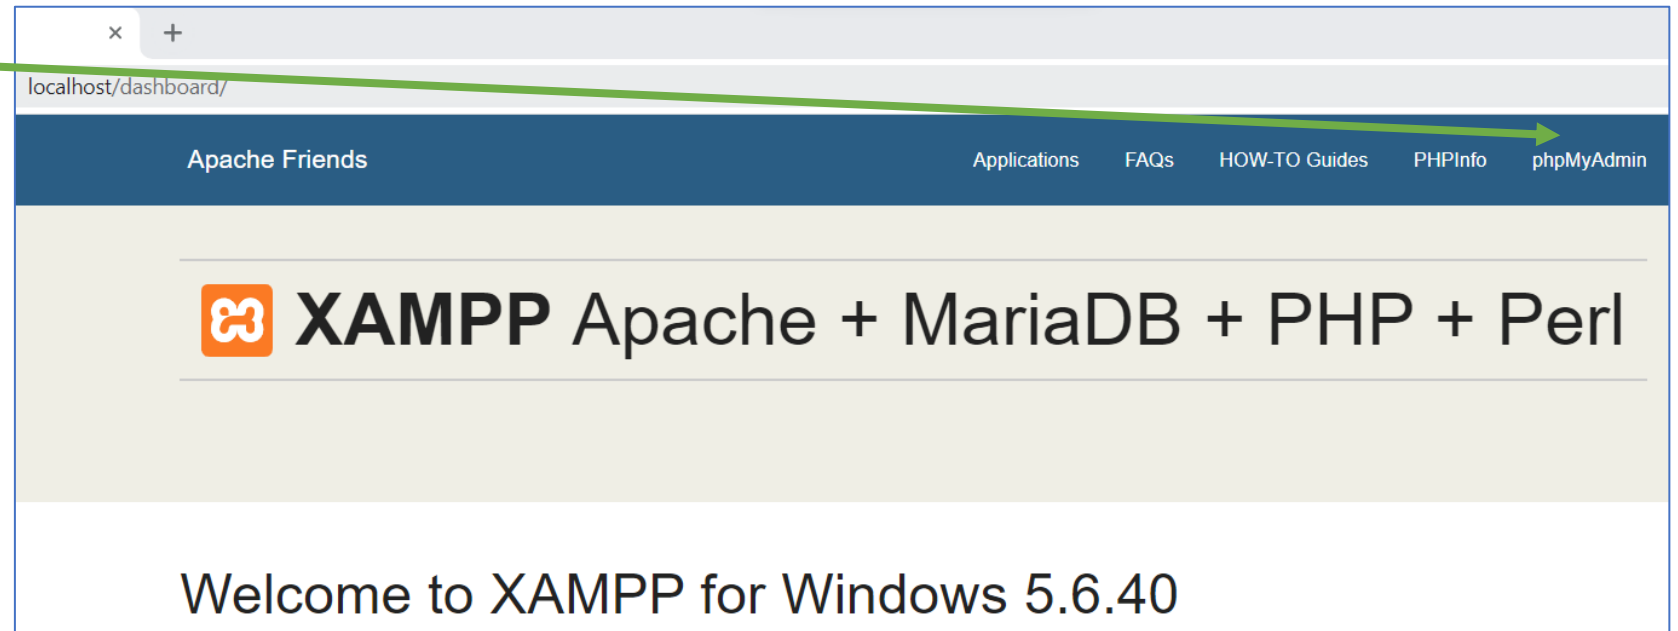 localhost/dashboard/
Apache Friends Applications FAQs HOW-TO Guides PHPInfo phpMyAdmin
XAMPP Apache + MariaDB + PHP + Perl
Welcome to XAMPP for Windows 5.6.40